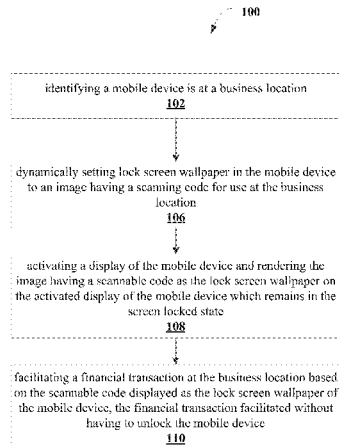 100
identifying a mobile device is at a business location
102
dynamically setting lock screen wallpaper in the mobile device
to an image having a scanning code for use at the business
location
106
activating a display of the mobile device and rendering the
image having a scannable code as the lock screen wallpaper on
the activated display of the mobile device which remains in the
screen locked state
108
facilitating a financial transaction at the business location based
on the scannable code displayed as the lock screen wallpaper of
the mobile device, the financial transaction facilitated without
having to unlock the mobile device
110